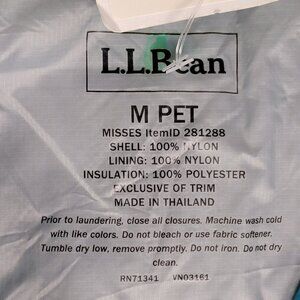 L.L.Bean
M PET
MISSES ItemID 281288
SHELL: 100% NYLON
LINING: 100% NYLON
INSULATION: 100% POLYESTER
EXCLUSIVE OF TRIM
MADE IN THAILAND
Prior to laundering, close all closures. Machine wash cold
with like colors. Do not bleach or use fabric softener.
Tumble dry low, remove promptly. Do not iron. Do not dry
clean.
RN71341 VN03161